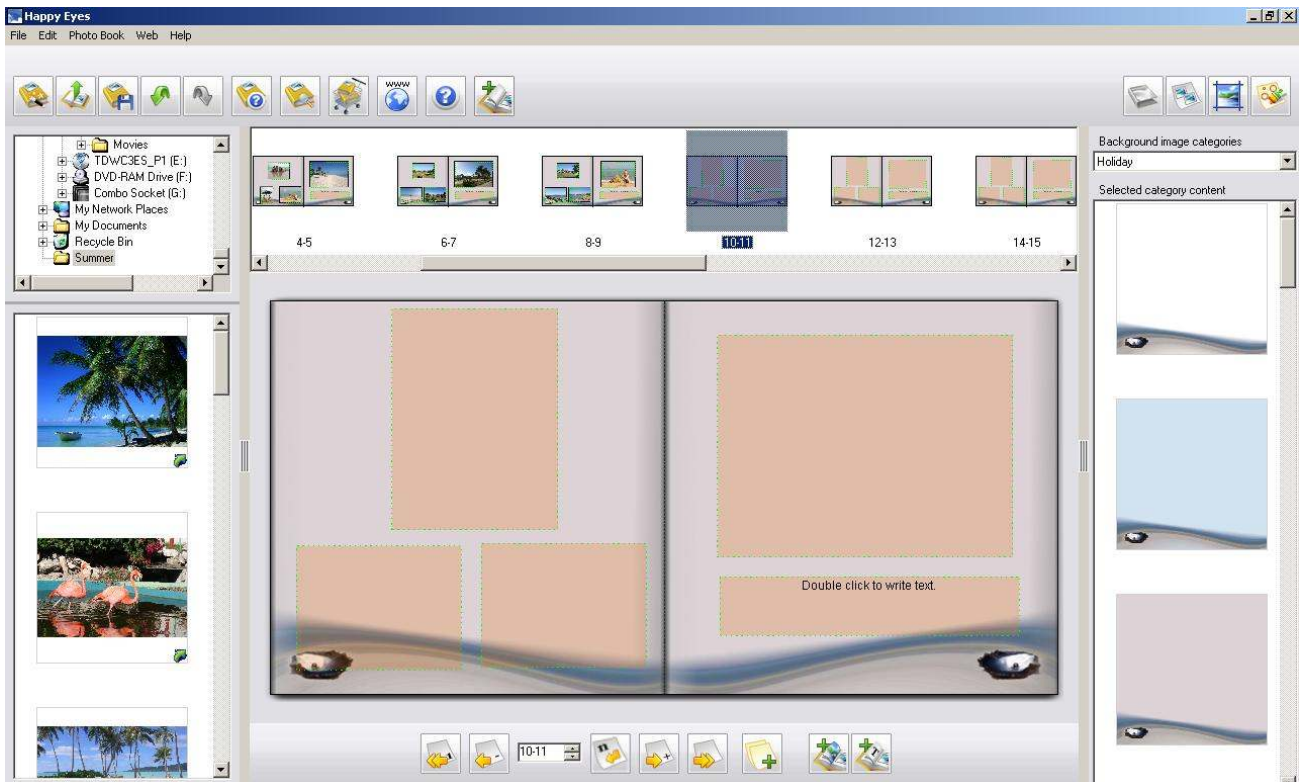 Happy Eyes
File Edit Photo Book Web Help
www
Movies
TDWC3ES_P1 (E:)
DVD-RAM Drive (F:)
Combo Socket (G:)
My Network Places
My Documents
Recycle Bin
Summer
4-5 6-7 8-9 10-11 12-13 14-15
Background image categories
Holiday
Selected category content
Double click to write text.
10-11